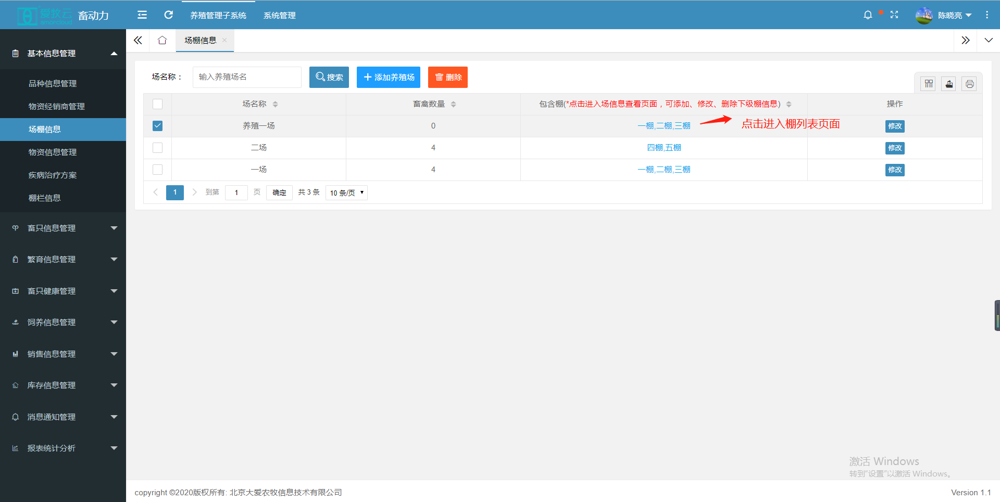 爱牧云 畜动力
amorcloud
养殖管理子系统 系统管理
陈晓亮
基本信息管理
品种信息管理
物资经销商管理
场棚信息
物资信息管理
疾病治疗方案
棚栏信息
畜只信息管理
繁育信息管理
畜只健康管理
饲养信息管理
销售信息管理
库存信息管理
消息通知管理
报表统计分析
场棚信息
场名称： 输入养殖场名 搜索 添加养殖场 删除
场名称 畜禽数量 包含棚(*点击进入场信息查看页面，可添加、修改、删除下级棚信息) 操作
养殖一场 0 一棚,二棚,三棚 点击进入棚列表页面 修改
二场 4 四棚,五棚 修改
一场 4 一棚,二棚,三棚 修改
1 到第 1 页 确定 共 3 条 10 条/页
激活 Windows
转到"设置"以激活 Windows。
copyright ©2020版权所有: 北京大爱农牧信息技术有限公司 Version 1.1